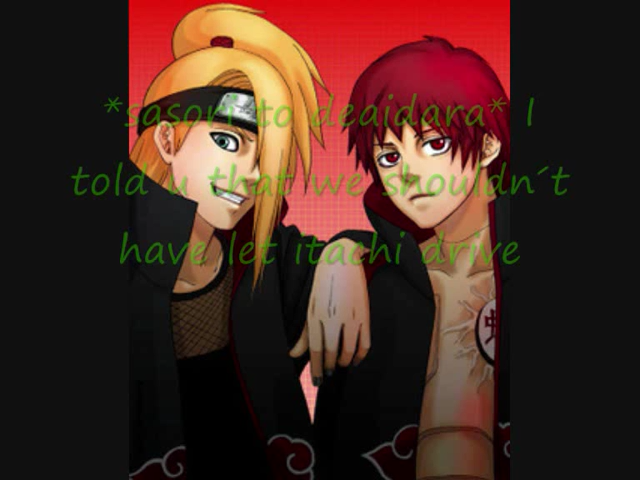 *sasori to deaidara* I
told u that we shouldn´t
have let itachi drive